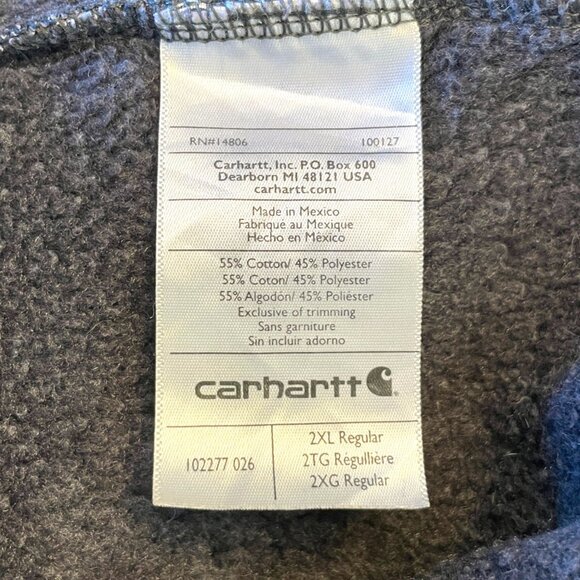 RN#14806 100127
Carhartt, Inc. P.O. Box 600
Dearborn MI 48121 USA
carhartt.com
Made in Mexico
Fabriqué au Mexique
Hecho en México
55% Cotton/ 45% Polyester
55% Coton/ 45% Polyester
55% Algodón/ 45% Poliéster
Exclusive of trimming
Sans garniture
Sin incluir adorno
carhartt
102277 026
2XL Regular
2TG Régullière
2XG Regular